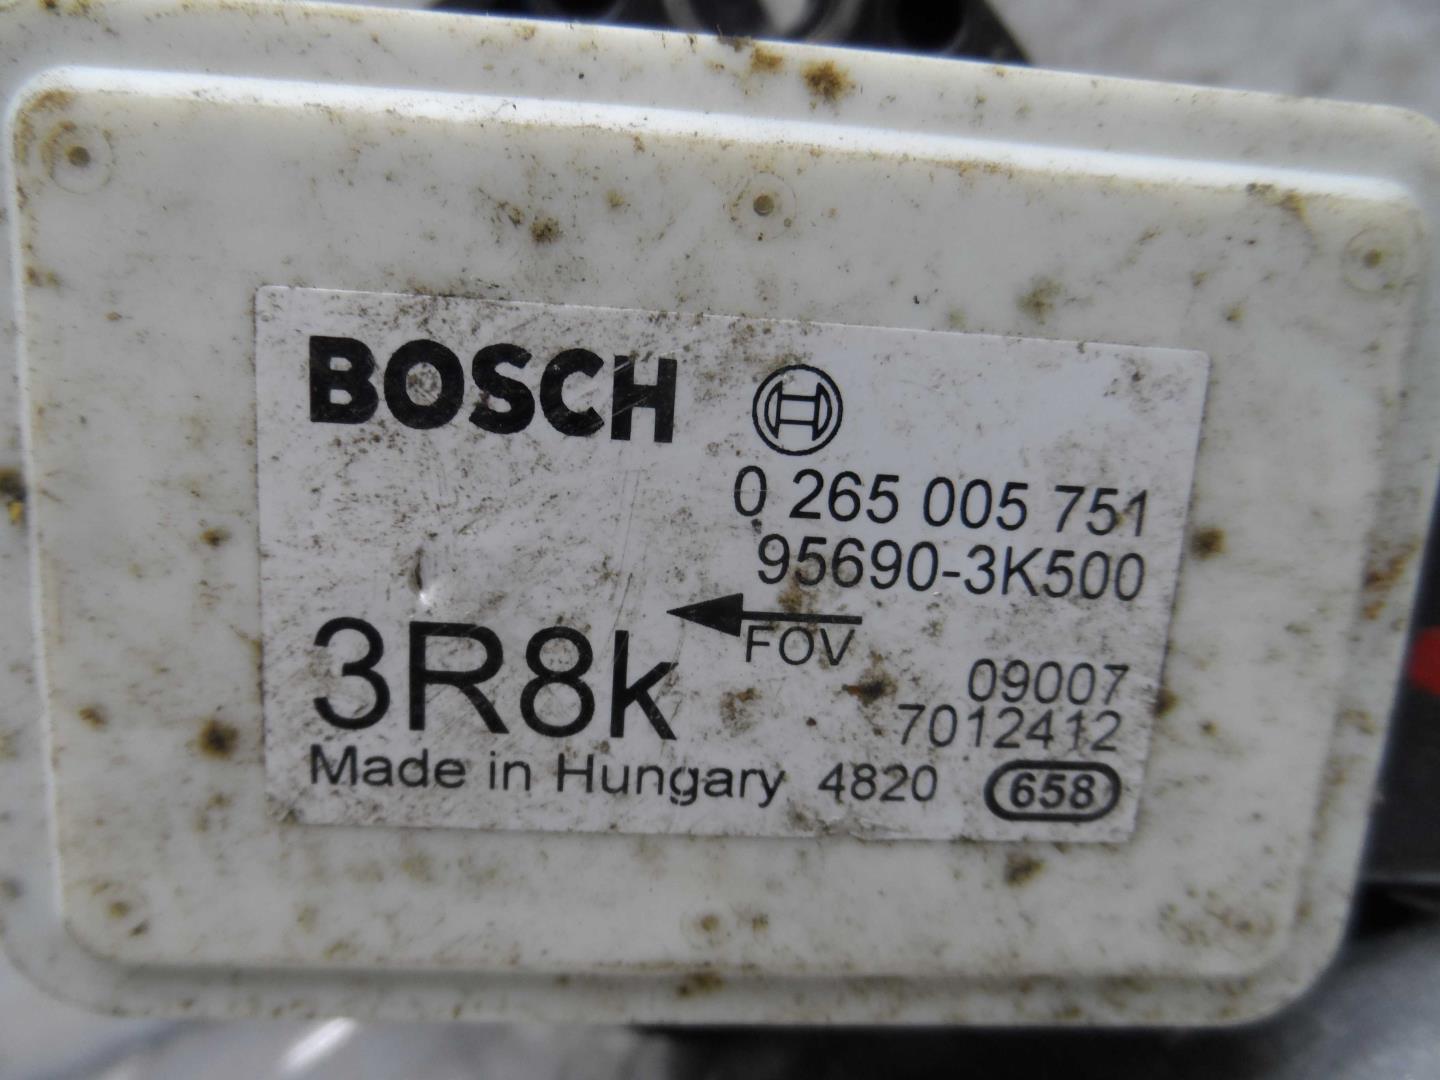 BOSCH
0 265 005 751
95690-3K500
FOV
3R8k
09007
7012412
Made in Hungary 4820 658